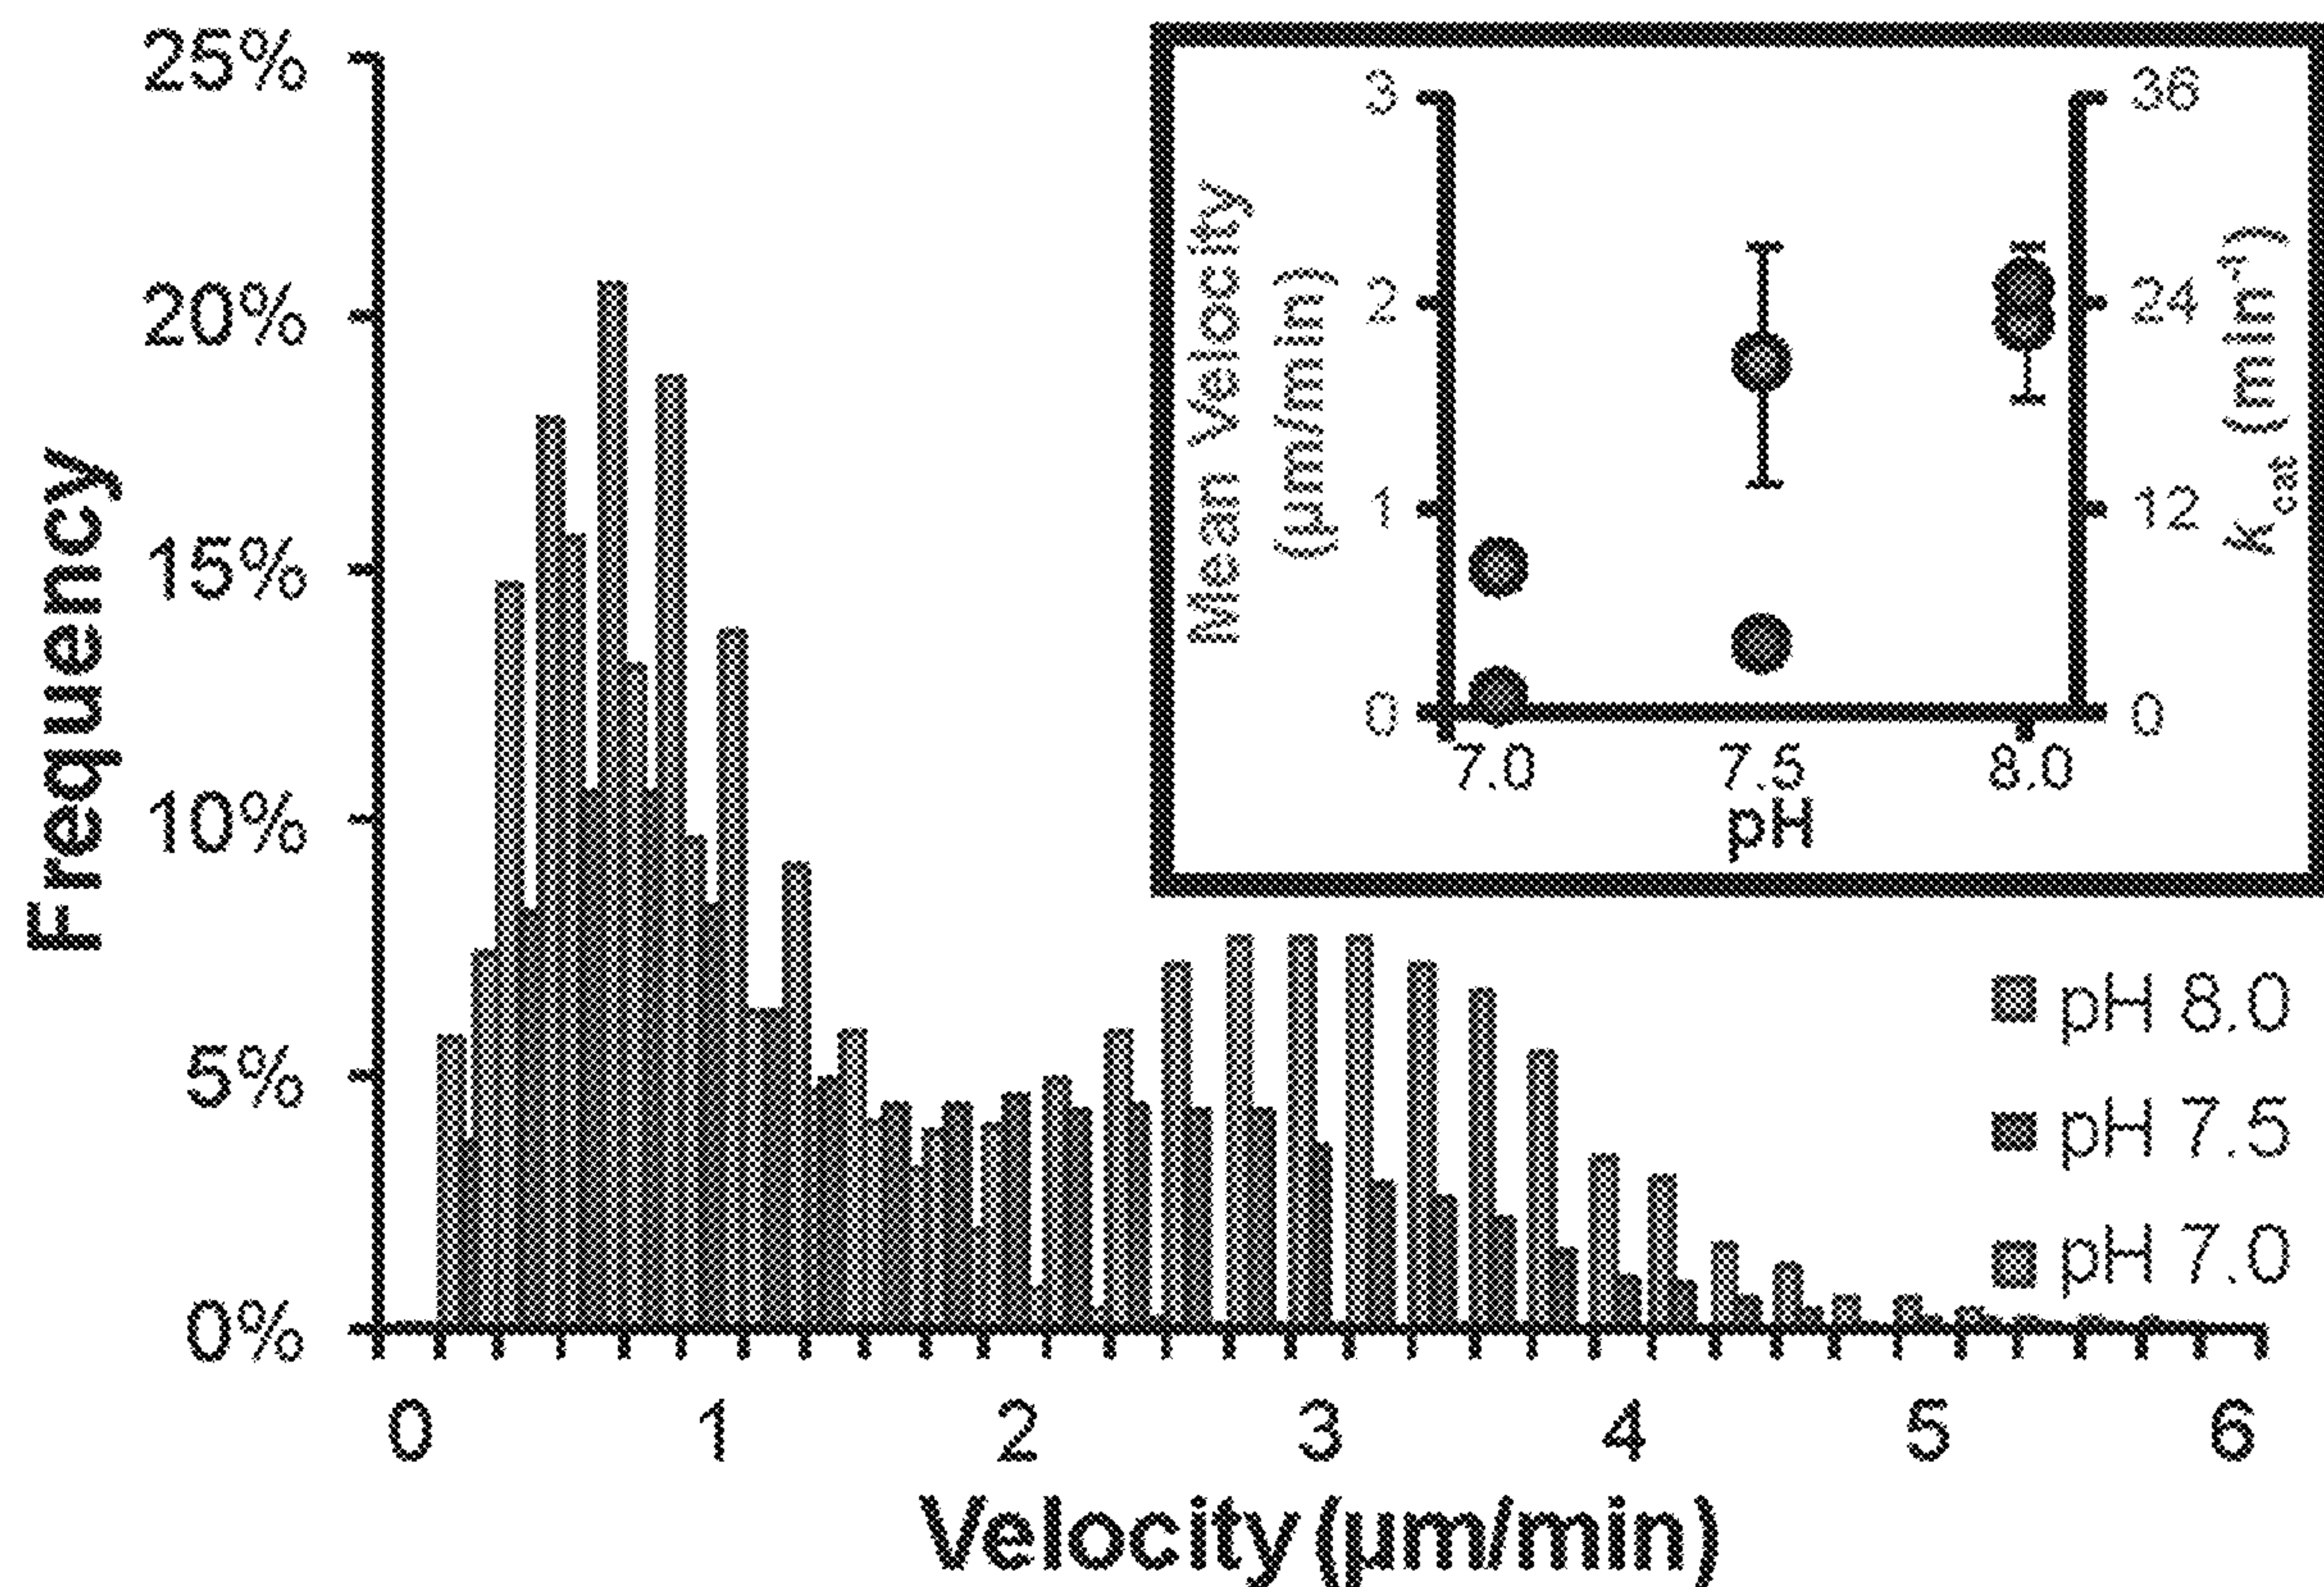 25%
20%
15%
10%
5%
0%
Frequency
0 1 2 3 4 5 6
Velocity (µm/min)
3
2
1
0
Mean Velocity
(µm/min)
36
24
12
0
Kcat (min⁻¹)
7.0 7.5 8.0
pH
pH 8.0
pH 7.5
pH 7.0